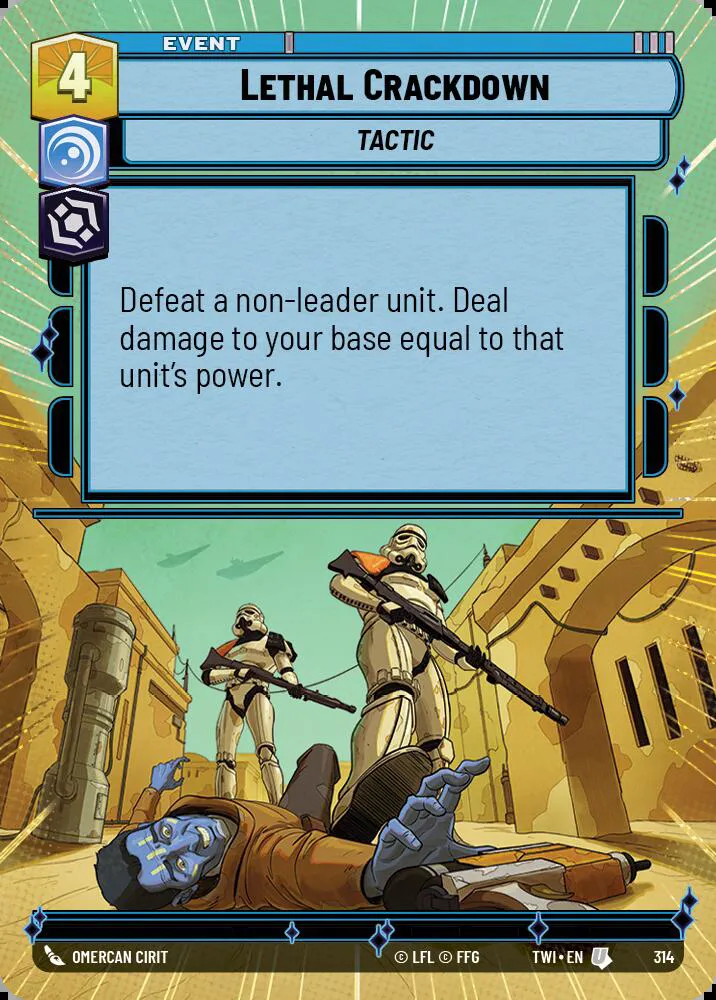 EVENT
4
LETHAL CRACKDOWN
TACTIC
Defeat a non-leader unit. Deal
damage to your base equal to that
unit's power.
OMERCAN CIRIT
© LFL © FFG
TWI•EN
U
314